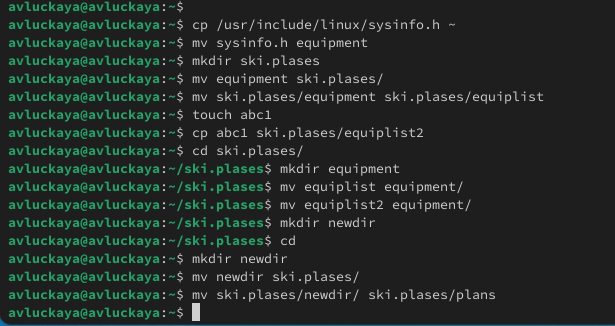 avluckaya@avluckaya:~$
avluckaya@avluckaya:~$ cp /usr/include/linux/sysinfo.h ~
avluckaya@avluckaya:~$ mv sysinfo.h equipment
avluckaya@avluckaya:~$ mkdir ski.plases
avluckaya@avluckaya:~$ mv equipment ski.plases/
avluckaya@avluckaya:~$ mv ski.plases/equipment ski.plases/equiplist
avluckaya@avluckaya:~$ touch abc1
avluckaya@avluckaya:~$ cp abc1 ski.plases/equiplist2
avluckaya@avluckaya:~$ cd ski.plases/
avluckaya@avluckaya:~/ski.plases$ mkdir equipment
avluckaya@avluckaya:~/ski.plases$ mv equiplist equipment/
avluckaya@avluckaya:~/ski.plases$ mv equiplist2 equipment/
avluckaya@avluckaya:~/ski.plases$ mkdir newdir
avluckaya@avluckaya:~/ski.plases$ cd
avluckaya@avluckaya:~$ mkdir newdir
avluckaya@avluckaya:~$ mv newdir ski.plases/
avluckaya@avluckaya:~$ mv ski.plases/newdir/ ski.plases/plans
avluckaya@avluckaya:~$